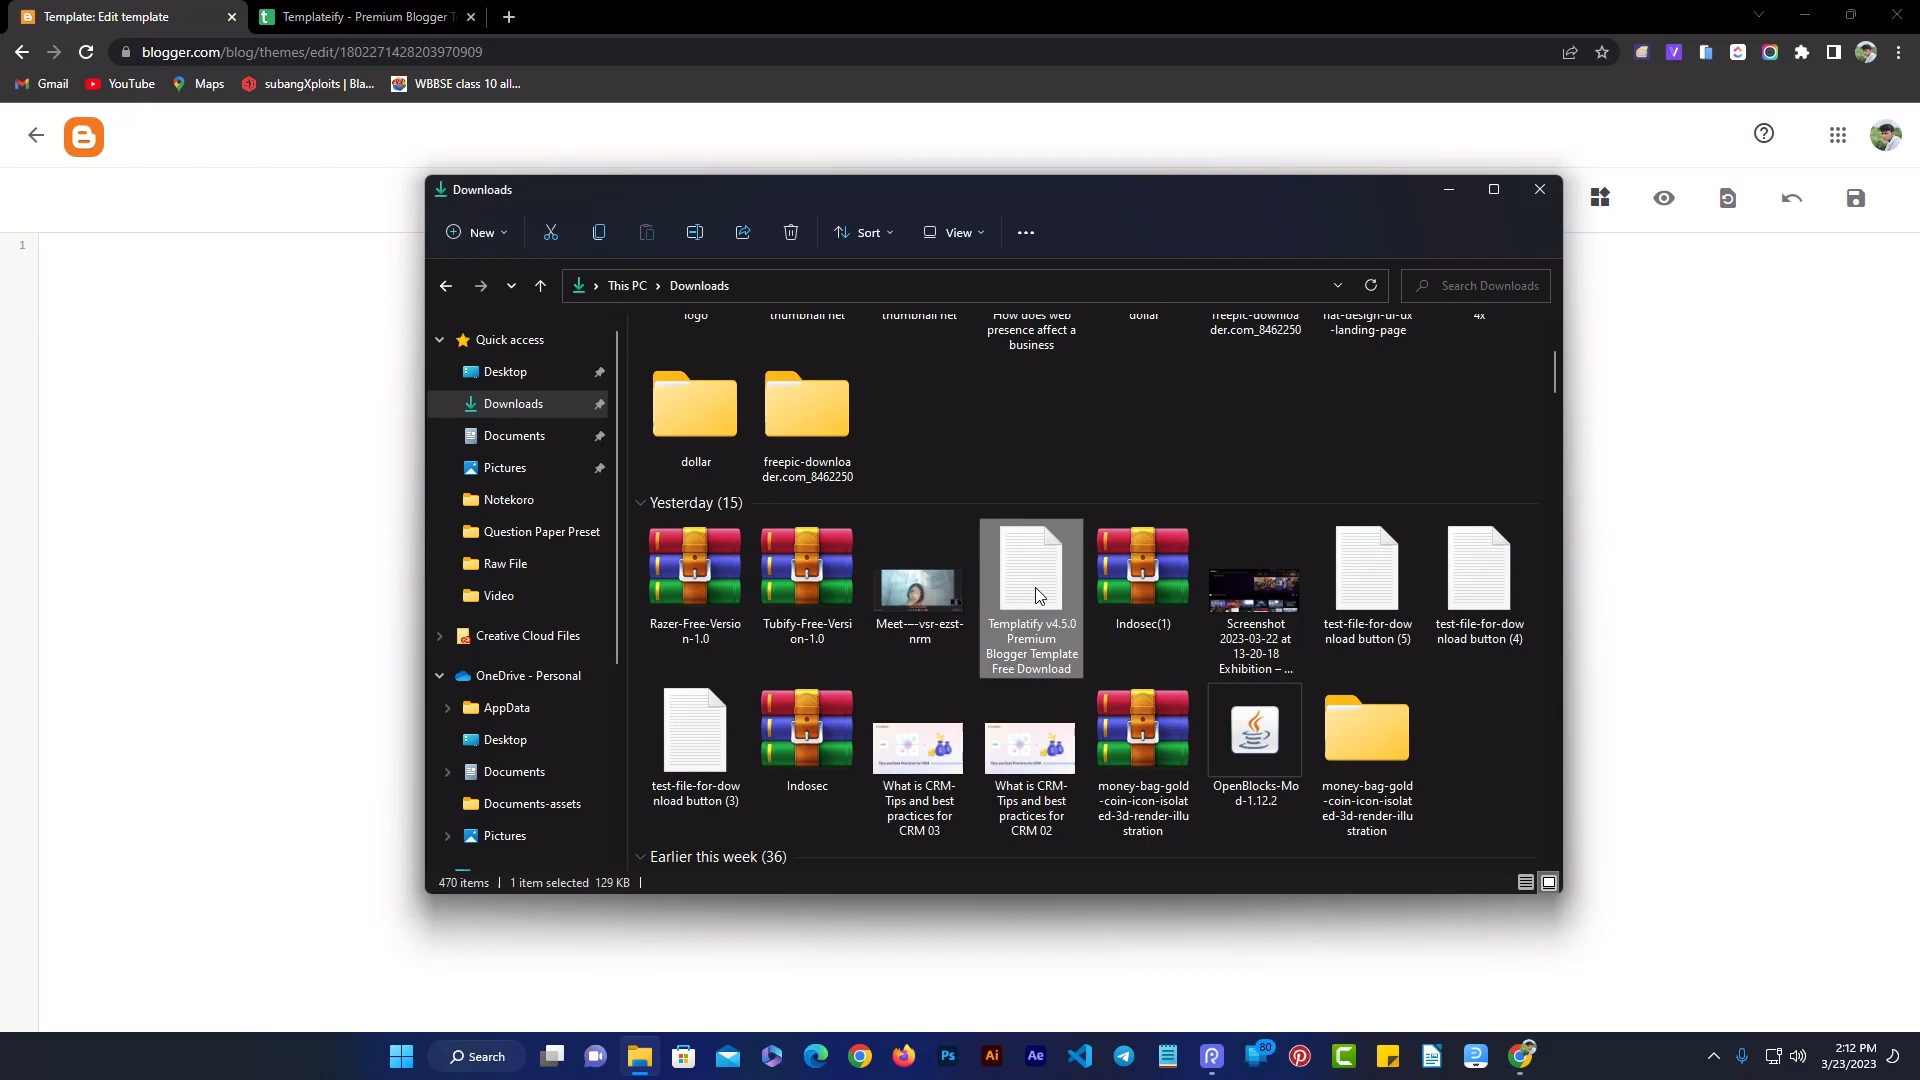 Template: Edit template
Templateify - Premium Blogger T
blogger.com/blog/themes/edit/1802271428203970909
Gmail
YouTube
Maps
subangXploits | Bla...
WBBSE class 10 all...
Downloads
New
Sort
View
This PC
Downloads
Search Downloads
Quick access
Desktop
Downloads
Documents
Pictures
Notekoro
Question Paper Preset
Raw File
Video
Creative Cloud Files
OneDrive - Personal
AppData
Desktop
Documents
Documents-assets
Pictures
logo
thumbnail net
thumbnail net
How does web
presence affect a
business
dollar
freepic-downloa
der.com_8462250
flat-design-ui-ux
-landing-page
4x
dollar
freepic-downloa
der.com_8462250
Yesterday (15)
Razer-Free-Versio
n-1.0
Tubify-Free-Versi
on-1.0
Meet-–-vsr-ezst-
nrm
Templatify v4.5.0
Premium
Blogger Template
Free Download
Indosec(1)
Screenshot
2023-03-22 at
13-20-18
Exhibition – ...
test-file-for-dow
nload button (5)
test-file-for-dow
nload button (4)
test-file-for-dow
nload button (3)
Indosec
What is CRM-
Tips and best
practices for
CRM 03
What is CRM-
Tips and best
practices for
CRM 02
money-bag-gold
-coin-icon-isolat
ed-3d-render-illu
stration
OpenBlocks-Mo
d-1.12.2
money-bag-gold
-coin-icon-isolat
ed-3d-render-illu
stration
Earlier this week (36)
470 items
1 item selected 129 KB
1
Search
Ps
Ai
Ae
80
2:12 PM
3/23/2023